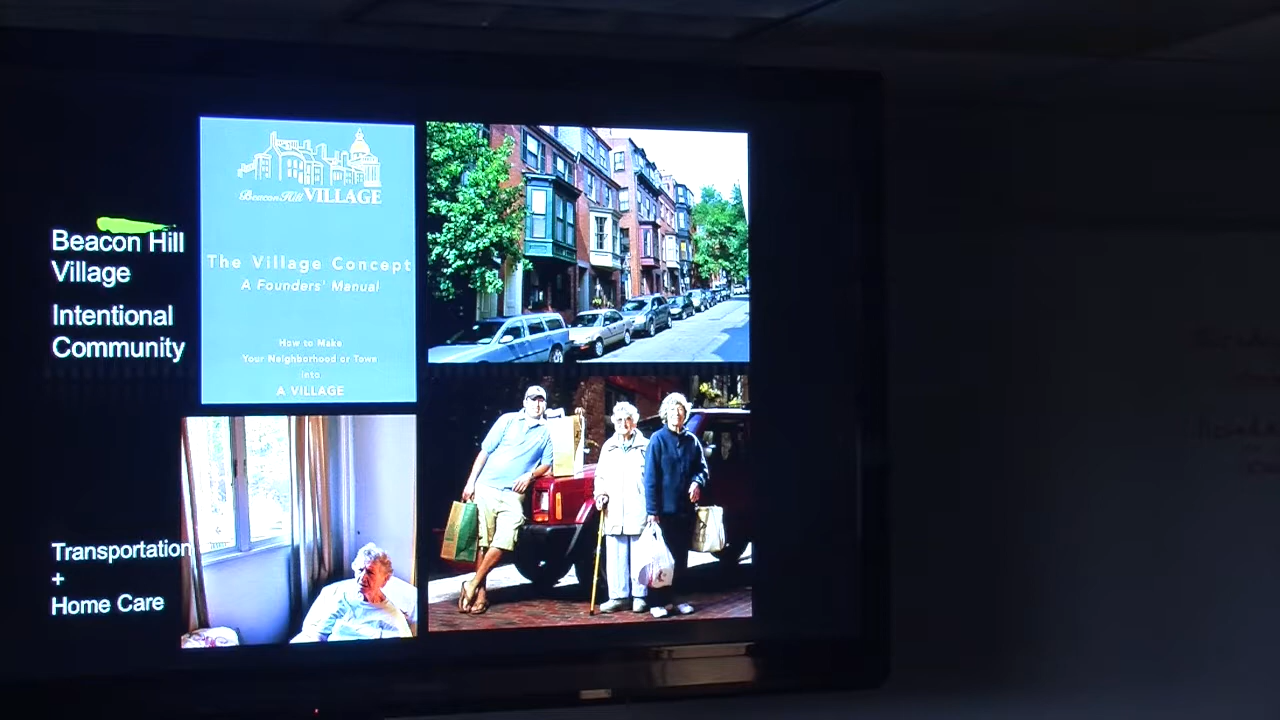 Beacon Hill
Village
Intentional
Community
Beacon Hill VILLAGE
The Village Concept
A Founders' Manual
How to Make
Your Neighborhood or Town
into
A VILLAGE
Transportation
+
Home Care